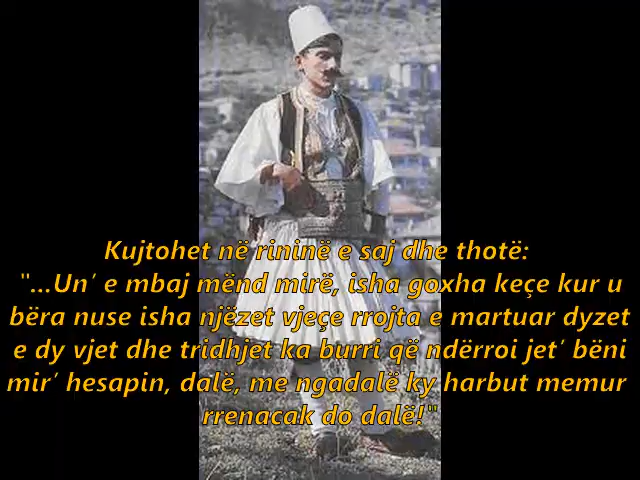 Kujtohet në rininë e saj dhe thotë:
"...Un' e mbaj mënd mirë, isha goxha keçe kur u
bëra nuse isha njëzet vjeçe rrojta e martuar dyzet
e dy vjet dhe tridhjet ka burri që ndërroi jet' bëni
mir' hesapin, dalë, me ngadalë ky harbut memur
rrenacak do dalë!"